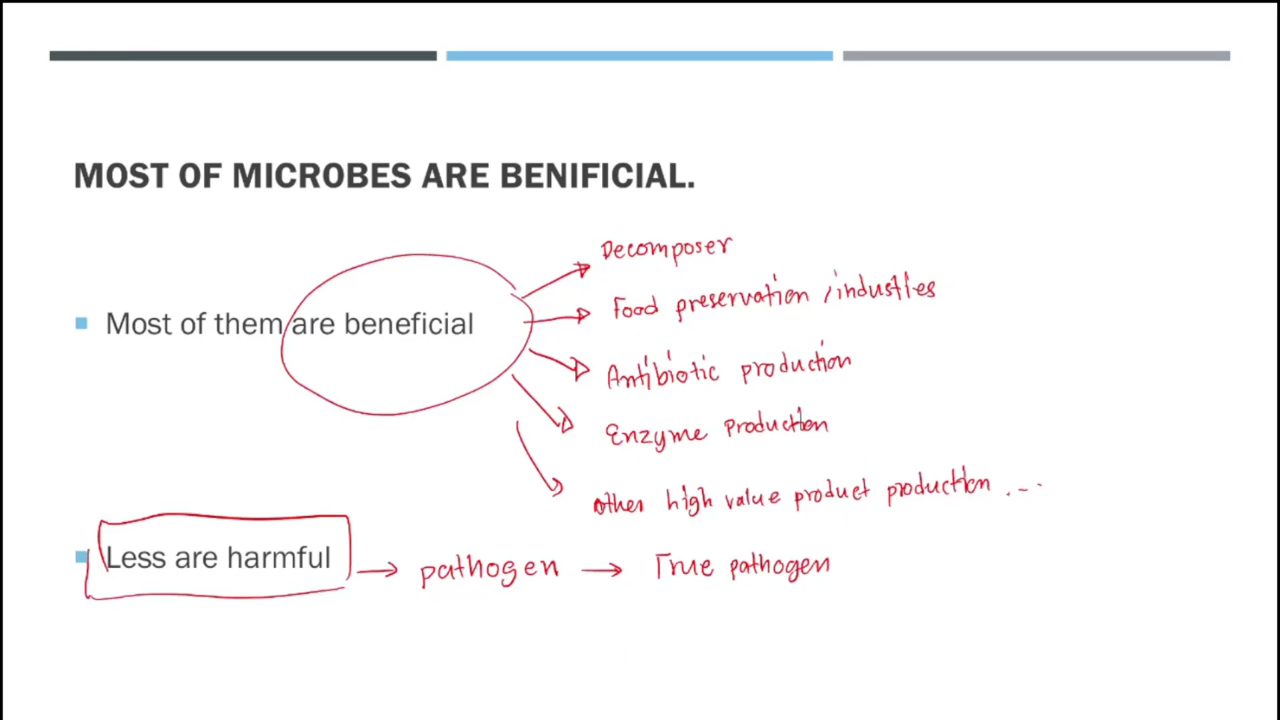 MOST OF MICROBES ARE BENIFICIAL.
Decomposer
Food preservation /industries
Most of them are beneficial
Antibiotic production
Enzyme Production
other high value product production ...
Less are harmful
pathogen
True pathogen